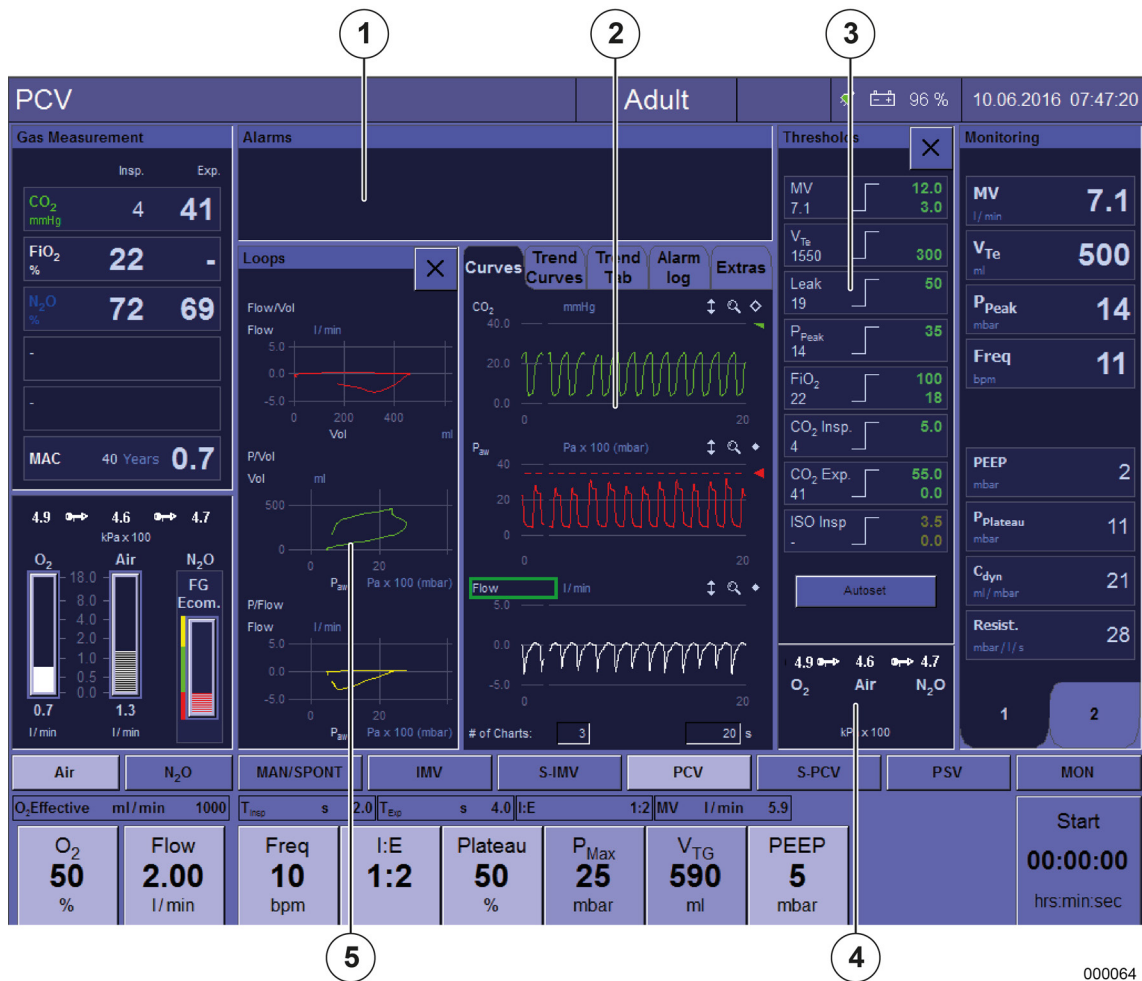 1 2 3
PCV Adult 96 % 10.06.2016 07:47:20
Gas Measurement
Insp. Exp.
CO2 mmHg 4 41
FiO2 % 22 -
N2O % 72 69
-
-
MAC 40 Years 0.7
4.9 4.6 4.7
kPa x 100
O2 Air N2O
18.0
8.0
4.0
2.0
1.0
0.5
0.0
FG
Ecom.
0.7 1.3
l/min l/min
Alarms
Loops
Flow/Vol
Flow l/min
5.0
0.0
-5.0
0 200 400
Vol ml
P/Vol
Vol ml
500
0
0 20
Paw Pa x 100 (mbar)
P/Flow
Flow l/min
5.0
0.0
-5.0
0 20
Paw Pa x 100 (mbar)
Curves Trend Curves Trend Tab Alarm log Extras
CO2 mmHg
40.0
20.0
0.0
0 20
Paw Pa x 100 (mbar)
40
20
0
0 20
Flow l/min
5.0
0.0
-5.0
0 20
# of Charts: 3 20 s
Thresholds
MV 12.0
7.1 3.0
VTe
1550 300
Leak 50
19
PPeak 35
14
FiO2 100
22 18
CO2 Insp. 5.0
4
CO2 Exp. 55.0
41 0.0
ISO Insp 3.5
- 0.0
Autoset
4.9 4.6 4.7
O2 Air N2O
kPa x 100
Monitoring
MV l/min 7.1
VTe ml 500
PPeak mbar 14
Freq bpm 11
PEEP mbar 2
PPlateau mbar 11
Cdyn ml/mbar 21
Resist. mbar/l/s 28
1 2
Air N2O MAN/SPONT IMV S-IMV PCV S-PCV PSV MON
O2Effective ml/min 1000 TInsp s 2.0 TExp s 4.0 I:E 1:2 MV l/min 5.9
O2 Flow Freq I:E Plateau PMax VTG PEEP
50 2.00 10 1:2 50 25 590 5
% l/min bpm % mbar ml mbar
Start
00:00:00
hrs:min:sec
5 4
000064